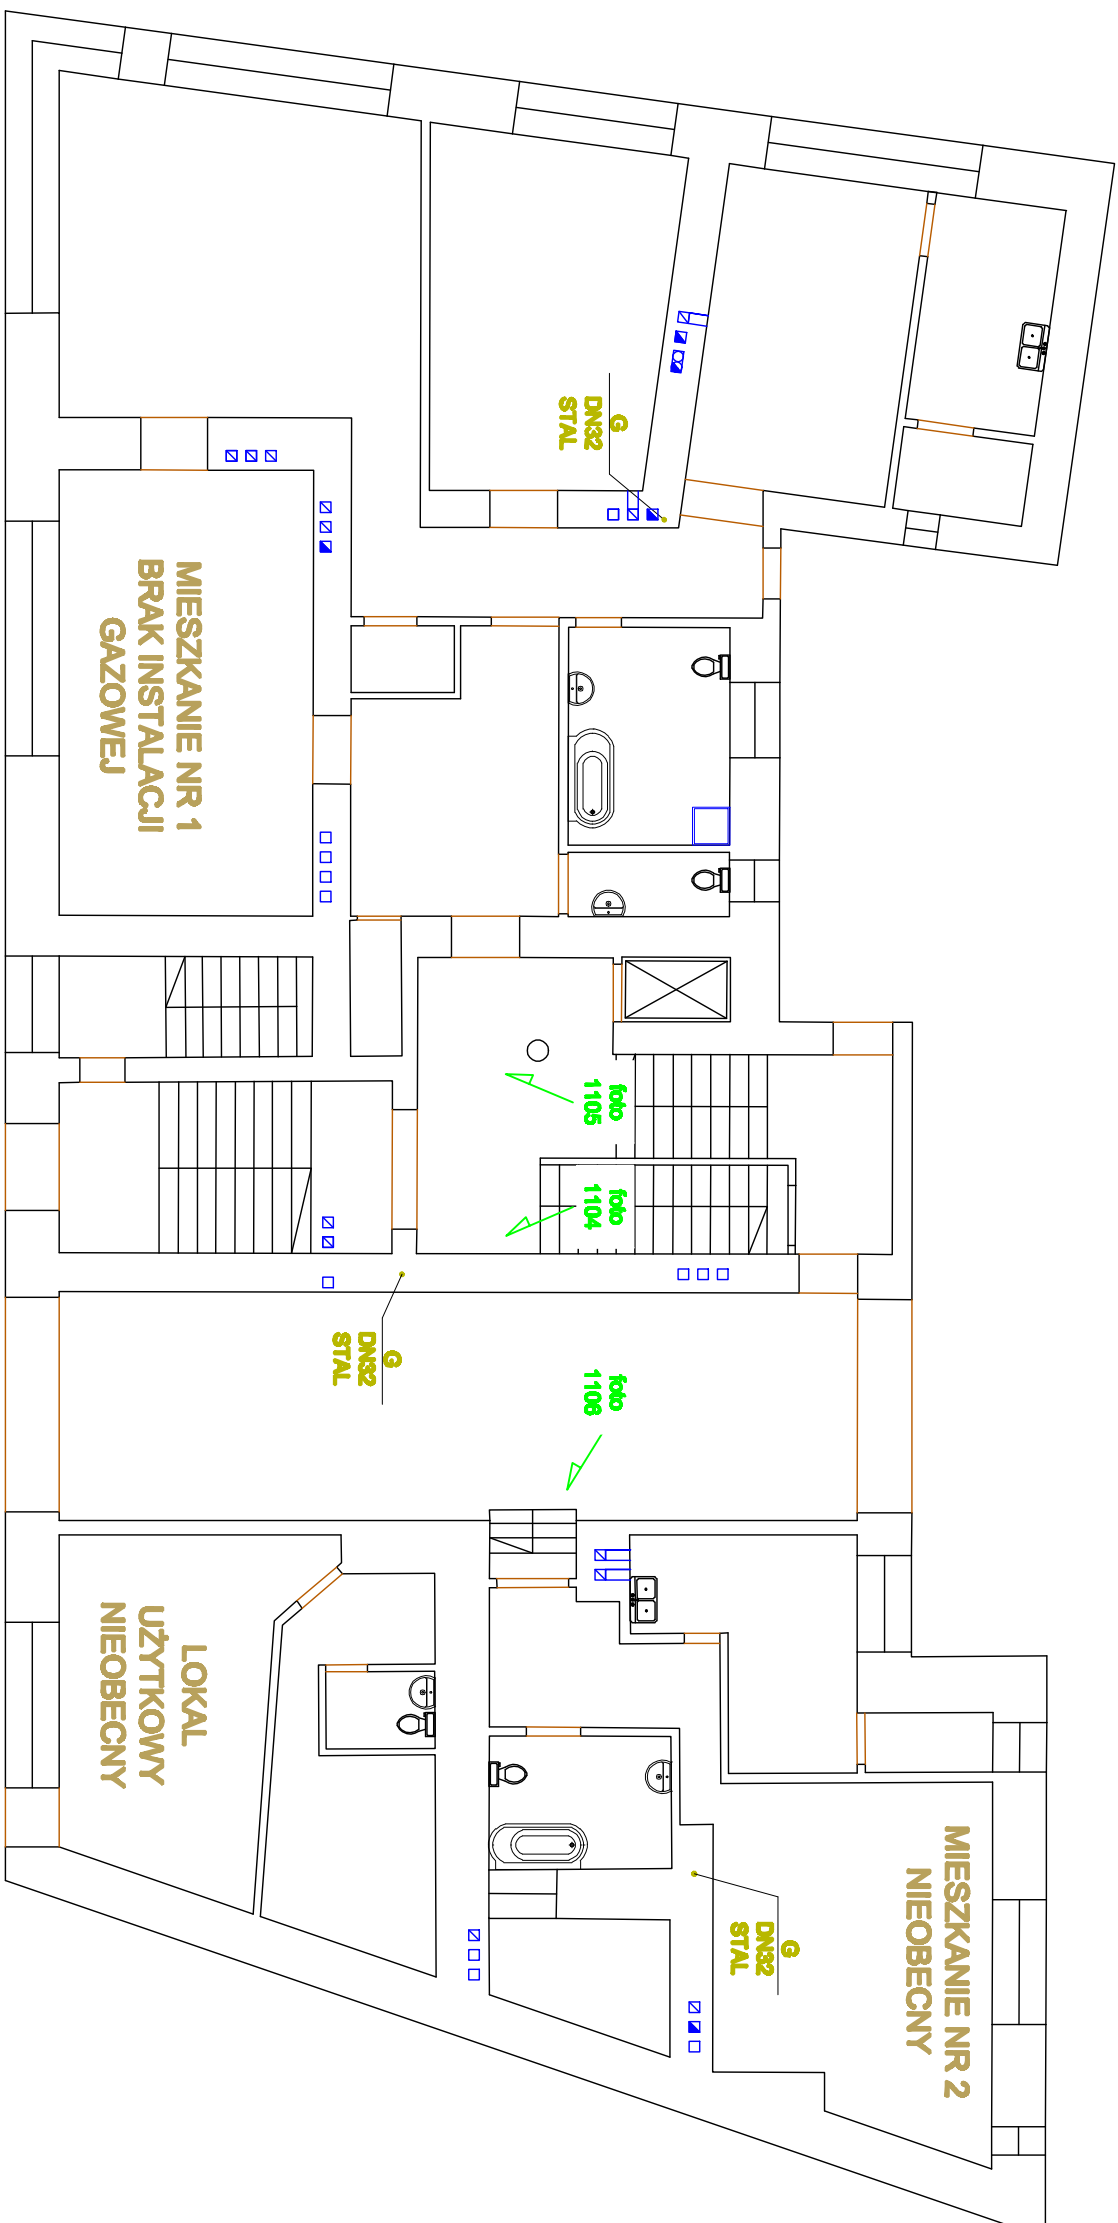 G
DN32
STAL
MIESZKANIE NR 1
BRAK INSTALACJI
GAZOWEJ
foto
1105
foto
1104
G
DN32
STAL
foto
1106
LOKAL
UŻYTKOWY
NIEOBECNY
MIESZKANIE NR 2
NIEOBECNY
G
DN32
STAL